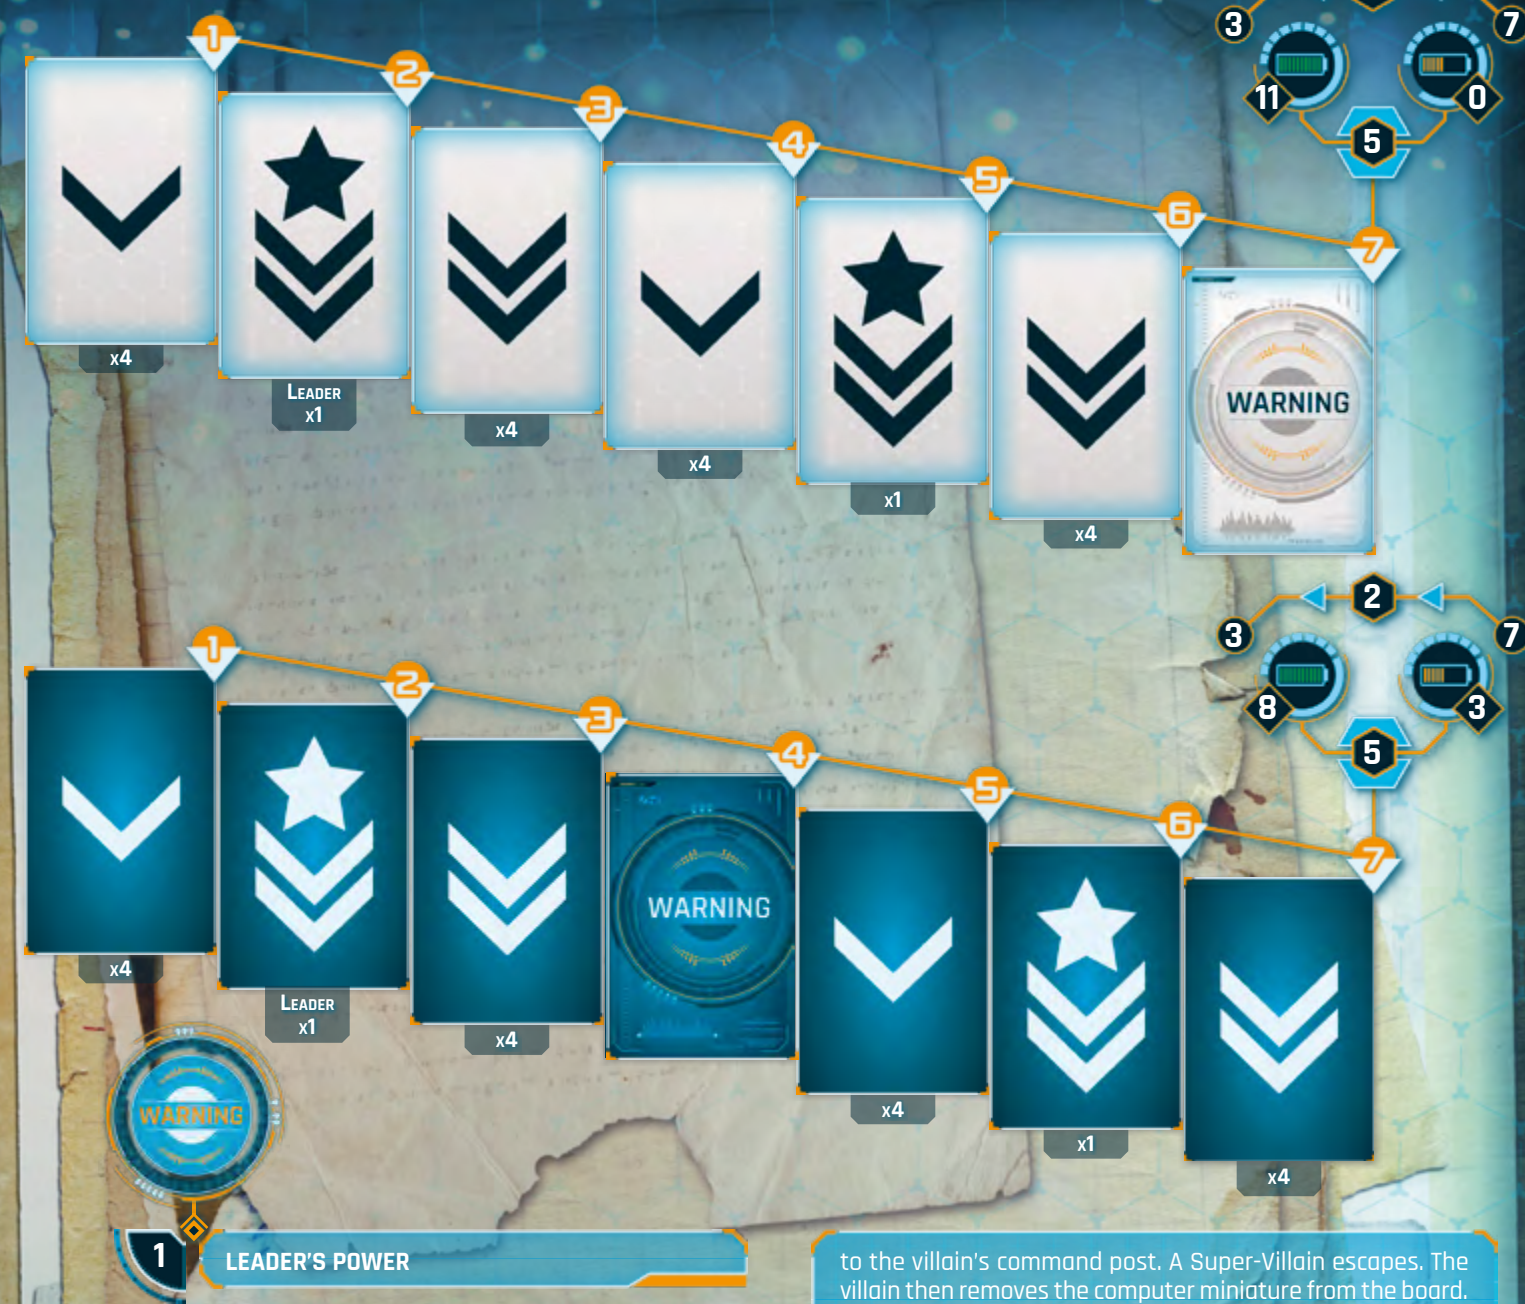 3
7
11
0
5
1
2
3
4
5
6
7
x4
LEADER
x1
x4
x4
x1
x4
WARNING
2
3
7
8
3
5
1
2
3
4
5
6
7
x4
LEADER
x1
x4
WARNING
x4
x1
x4
WARNING
1
LEADER'S POWER
to the villain's command post. A Super-Villain escapes. The
villain then removes the computer miniature from the board.